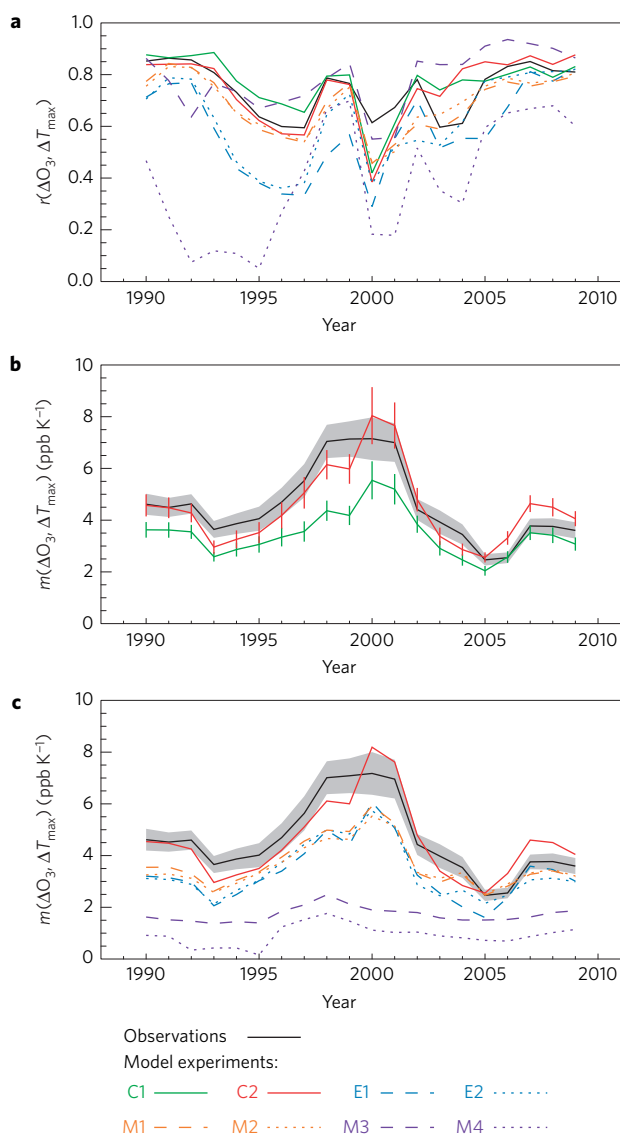 a
1.0
0.8
0.6
0.4
0.2
0.0
r(ΔO₃, ΔTmax)
1990 1995 2000 2005 2010
Year
b
10
8
6
4
2
0
m(ΔO₃, ΔTmax) (ppb K⁻¹)
1990 1995 2000 2005 2010
Year
c
10
8
6
4
2
0
m(ΔO₃, ΔTmax) (ppb K⁻¹)
1990 1995 2000 2005 2010
Year
Observations
Model experiments:
C1 C2 E1 E2
M1 M2 M3 M4